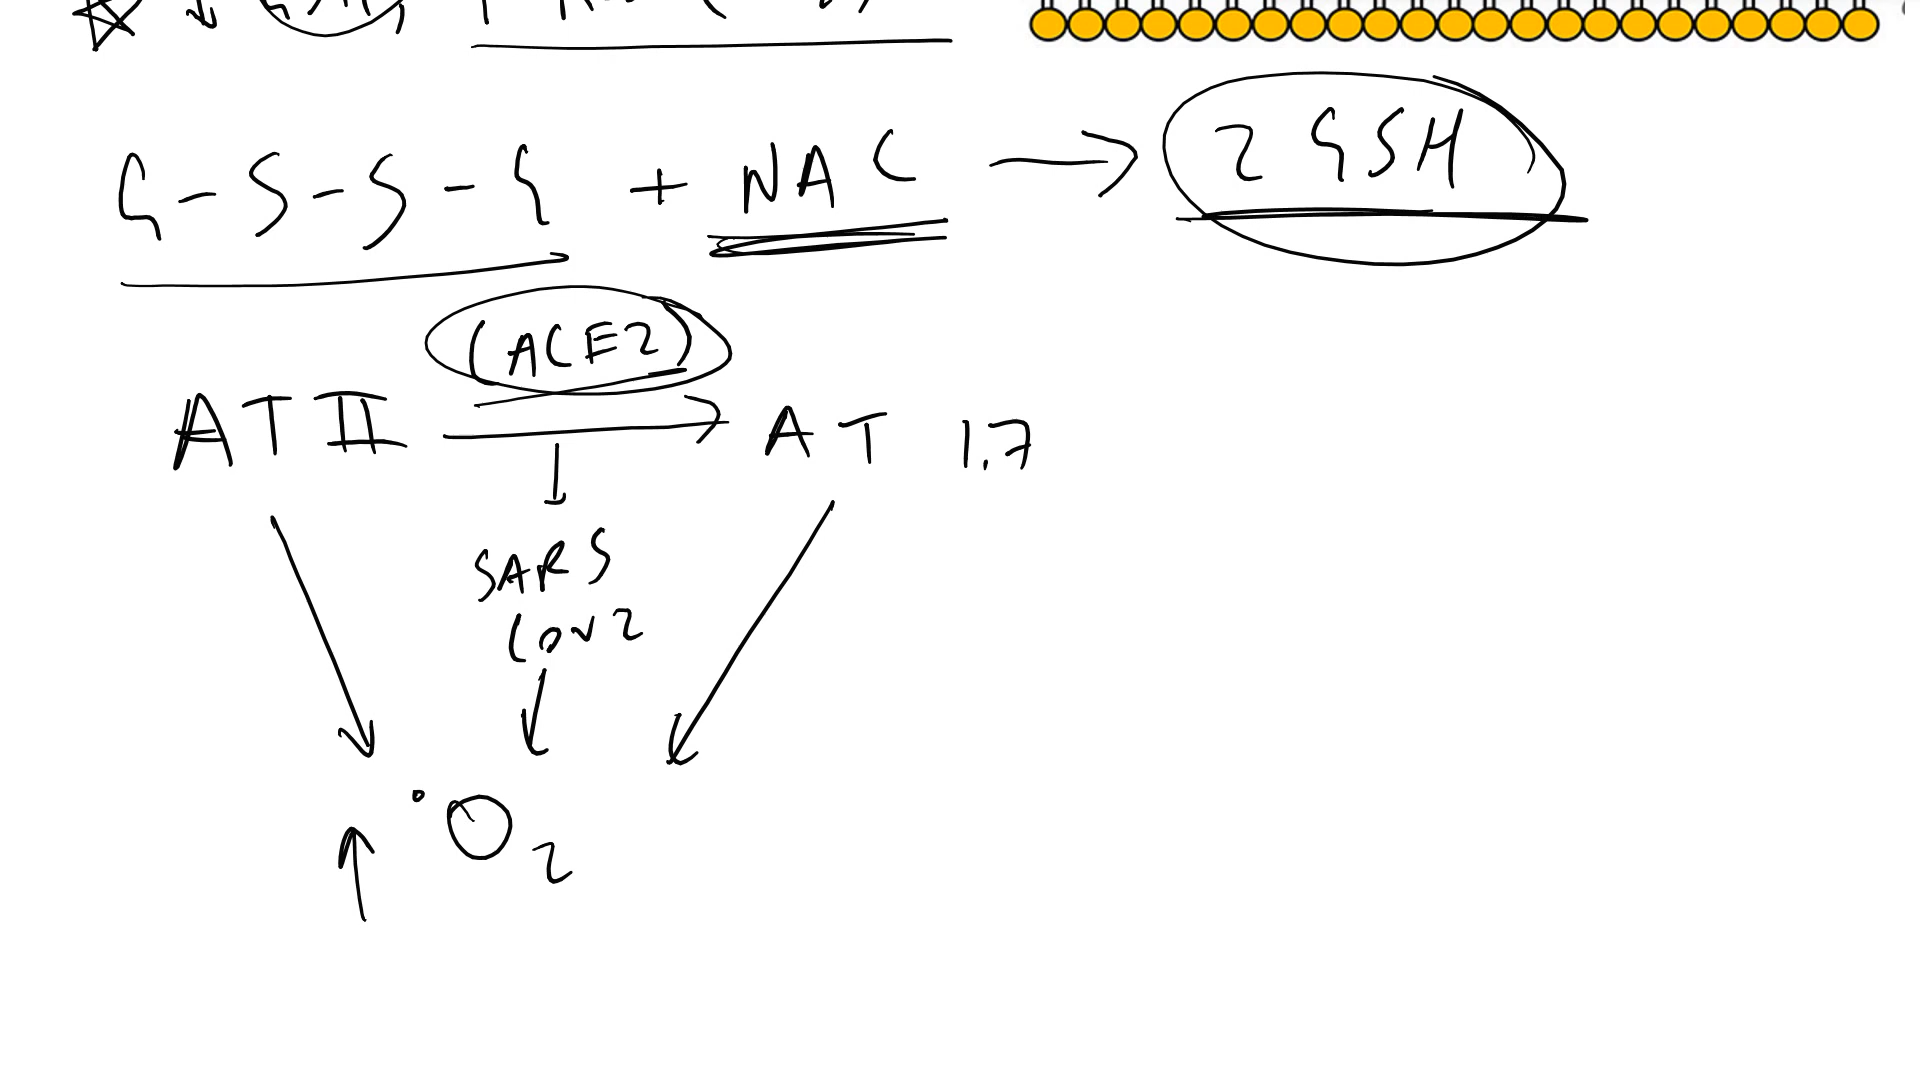 G-S-S-G + NAC → 2 GSH
(ACE2)
AT II → AT 1.7
SARS
Cov2
↑ °O2